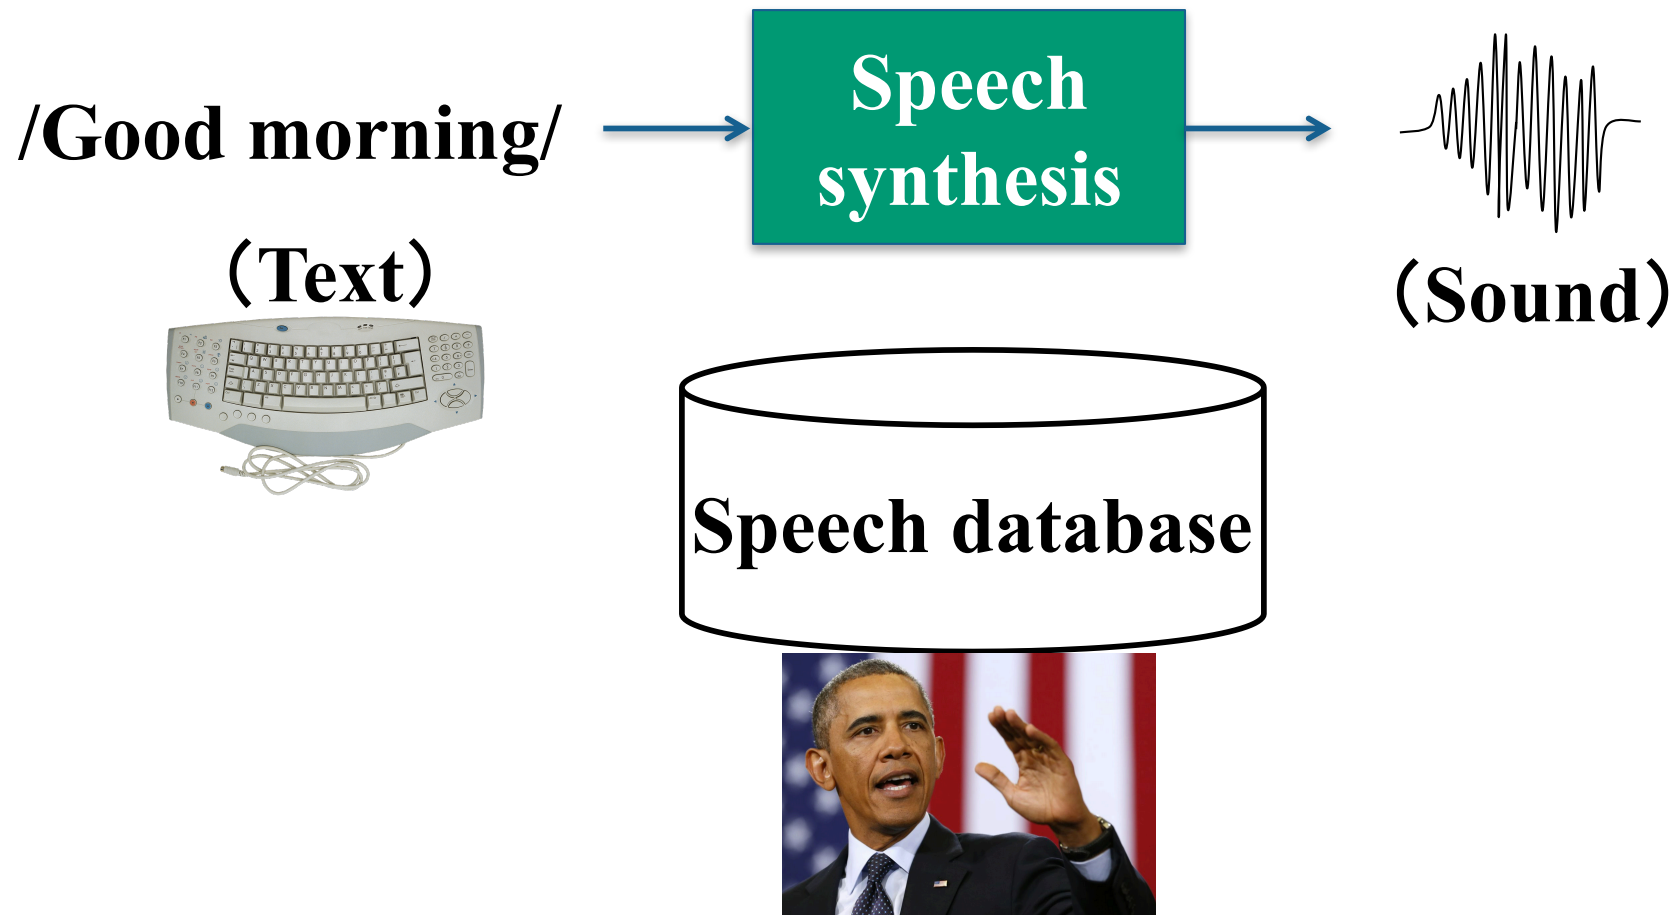 /Good morning/
Speech
synthesis
（Text）
（Sound）
Speech database